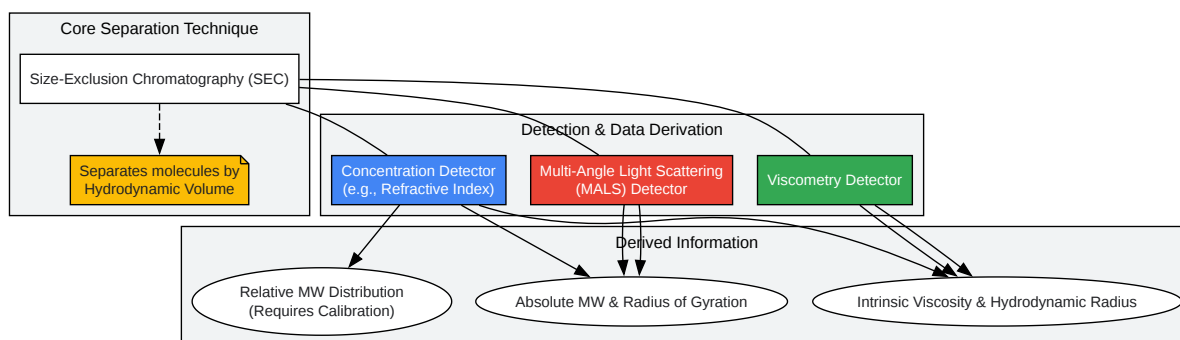 Core Separation Technique
Size-Exclusion Chromatography (SEC)
Separates molecules by
Hydrodynamic Volume
Detection & Data Derivation
Concentration Detector
(e.g., Refractive Index)
Multi-Angle Light Scattering
(MALS) Detector
Viscometry Detector
Derived Information
Relative MW Distribution
(Requires Calibration)
Absolute MW & Radius of Gyration
Intrinsic Viscosity & Hydrodynamic Radius